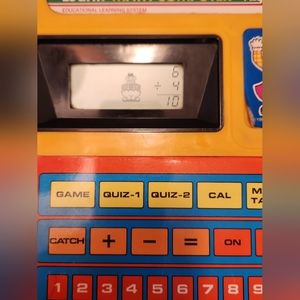 EDUCATIONAL LEARNING SYSTEM
6
÷ 4
10
GAME QUIZ-1 QUIZ-2 CAL
CATCH + − = ON
1 2 3 4 5 6 7 8 9